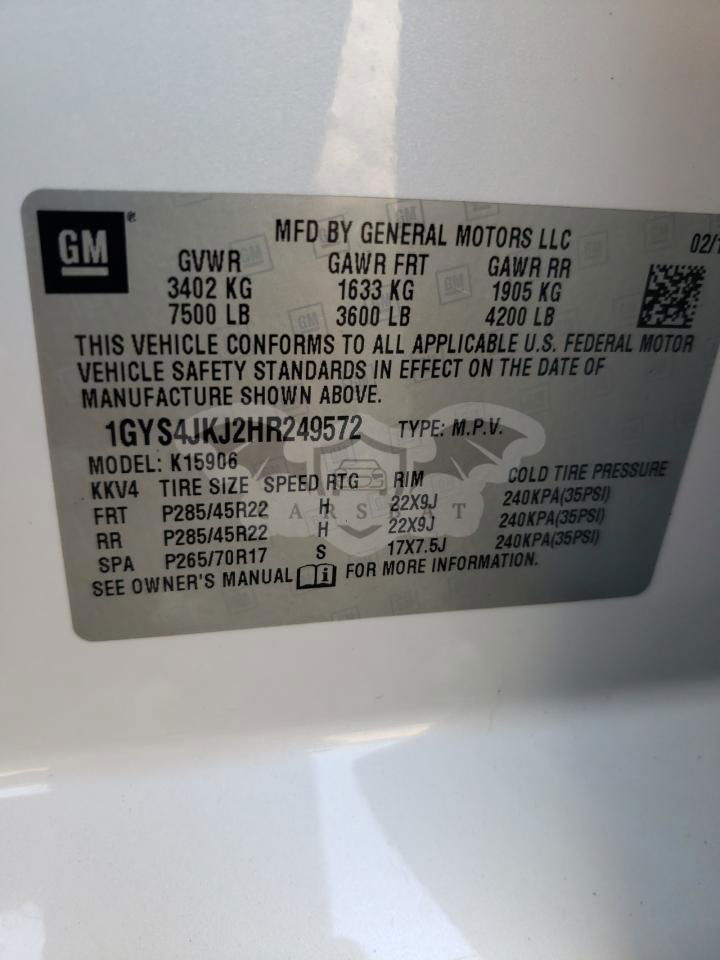 GM ®
MFD BY GENERAL MOTORS LLC 02/1
GVWR GAWR FRT GAWR RR
3402 KG 1633 KG 1905 KG
7500 LB 3600 LB 4200 LB
THIS VEHICLE CONFORMS TO ALL APPLICABLE U.S. FEDERAL MOTOR
VEHICLE SAFETY STANDARDS IN EFFECT ON THE DATE OF
MANUFACTURE SHOWN ABOVE.
1GYS4JKJ2HR249572 TYPE: M.P.V.
MODEL: K15906
KKV4 TIRE SIZE SPEED RTG RIM COLD TIRE PRESSURE
FRT P285/45R22 H 22X9J 240KPA(35PSI)
RR P285/45R22 H 22X9J 240KPA(35PSI)
SPA P265/70R17 S 17X7.5J 240KPA(35PSI)
SEE OWNER'S MANUAL FOR MORE INFORMATION.
CARSBAT